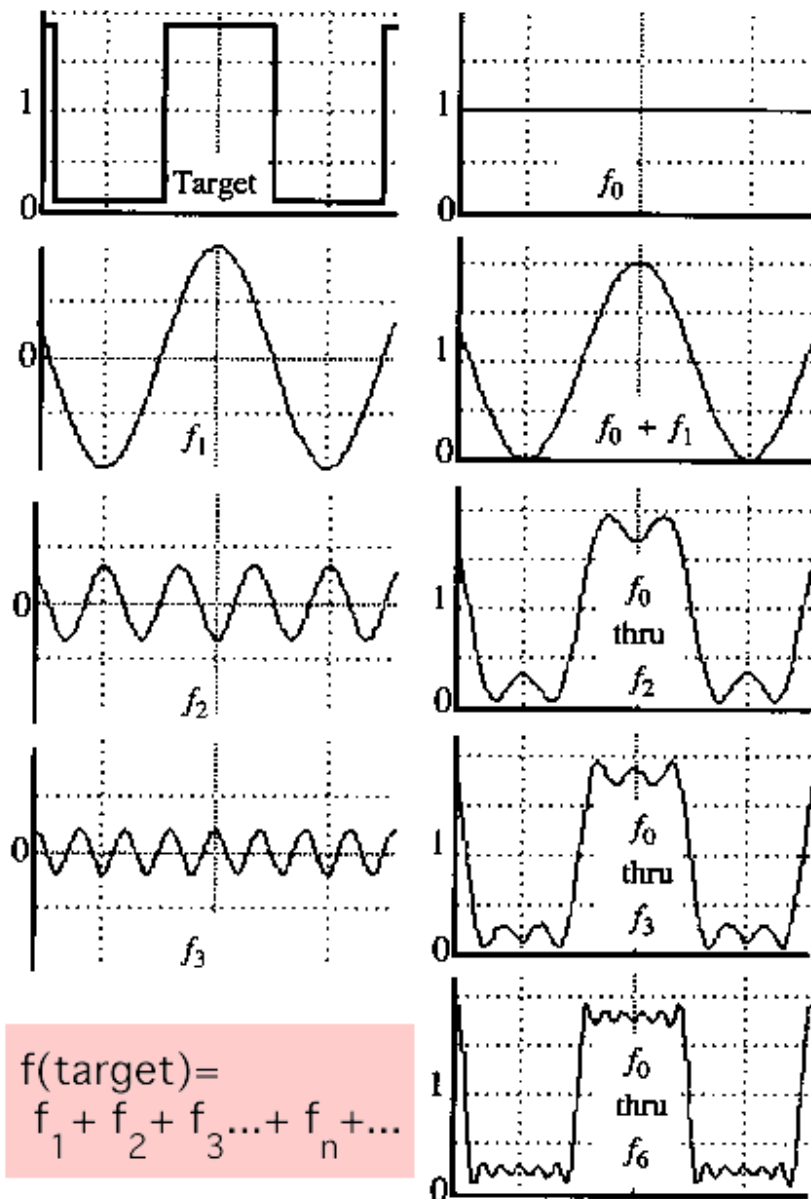 1
0
Target
1
0
f₀
0
f₁
1
0
f₀ + f₁
0
f₂
1
0
f₀
thru
f₂
0
f₃
1
0
f₀
thru
f₃
f(target)=
f₁+ f₂+ f₃...+ fₙ+...
1
0
f₀
thru
f₆